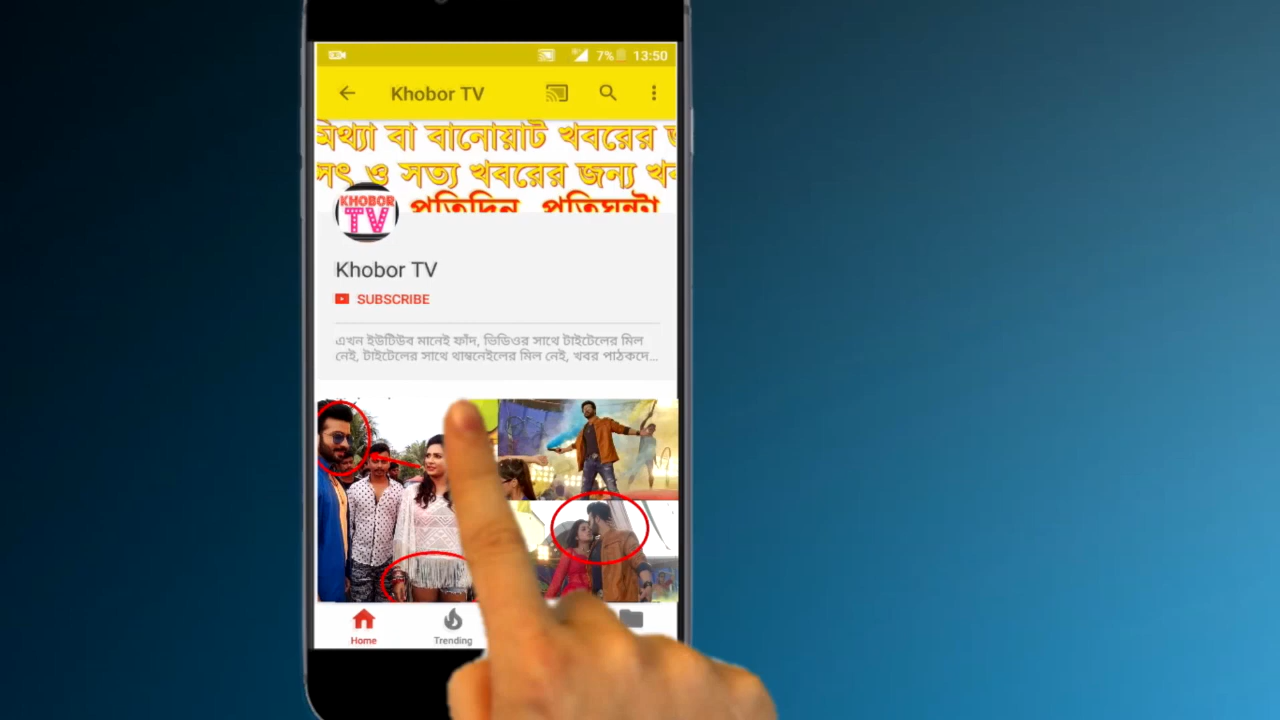 7% 13:50
Khobor TV
মিথ্যা বা বানোয়াট খবরের
সৎ ও সত্য খবরের জন্য
KHOBOR
TV
প্রতিদিন প্রতিঘন্টা
Khobor TV
SUBSCRIBE
এখন ইউটিউব মানেই ফাঁদ, ভিডিওর সাথে টাইটেলের মিল
নেই, টাইটেলের সাথে থাম্বনেইলের মিল নেই, খবর পাঠকদে...
Home Trending